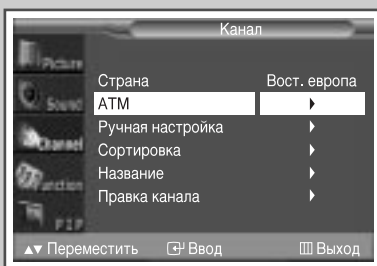 Канал
Picture
Sound
Channel
Function
PIP
Страна Вост. европа
ATM
Ручная настройка
Сортировка
Название
Правка канала
Переместить Ввод Выход